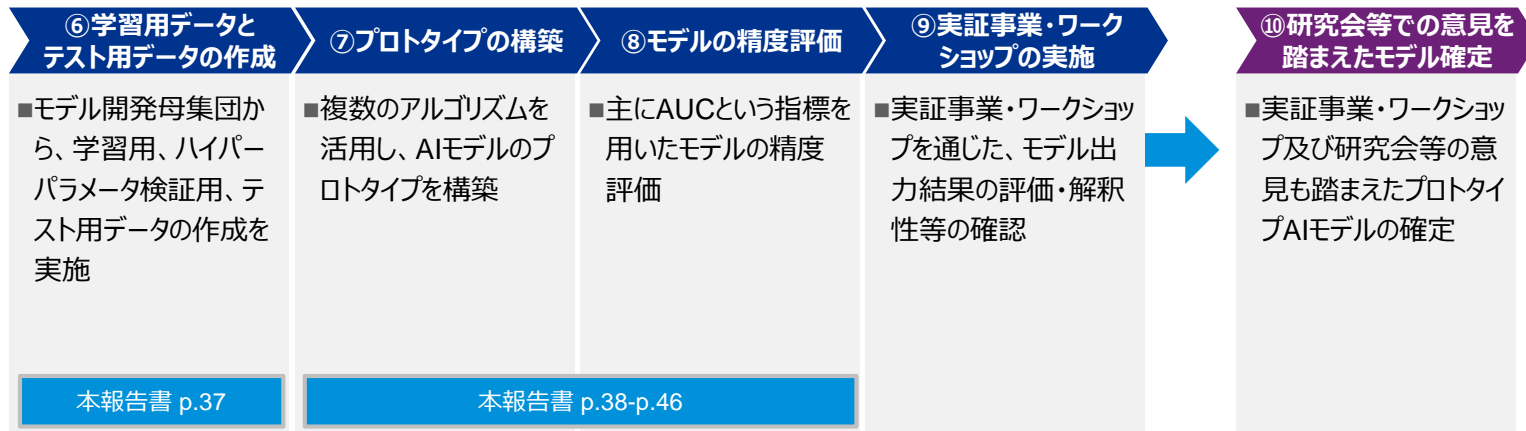 ⑥学習用データと
テスト用データの作成
■モデル開発母集団か
ら、学習用、ハイパー
パラメータ検証用、テ
スト用データの作成を
実施
本報告書 p.37
⑦プロトタイプの構築
■複数のアルゴリズムを
活用し、AIモデルのプ
ロトタイプを構築
⑧モデルの精度評価
■主にAUCという指標を
用いたモデルの精度
評価
本報告書 p.38-p.46
⑨実証事業・ワーク
ショップの実施
■実証事業・ワークショッ
プを通じた、モデル出
力結果の評価・解釈
性等の確認
⑩研究会等での意見を
踏まえたモデル確定
■実証事業・ワークショッ
プ及び研究会等の意
見も踏まえたプロトタイ
プAIモデルの確定